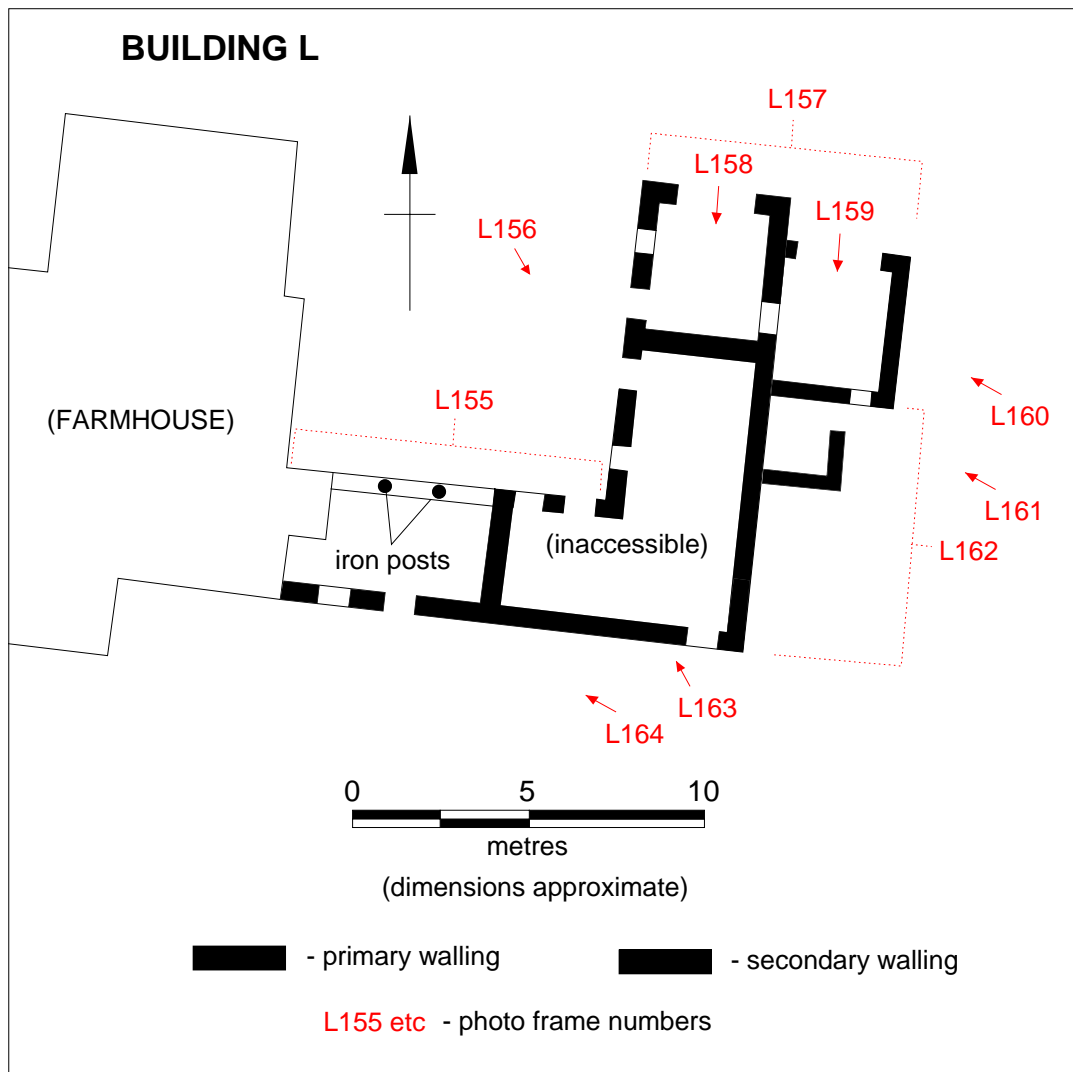 BUILDING L
L157
L158
L159
L156
L160
L155
(FARMHOUSE)
L161
L162
(inaccessible)
iron posts
L163
L164
0 5 10
metres
(dimensions approximate)
- primary walling
- secondary walling
L155 etc - photo frame numbers